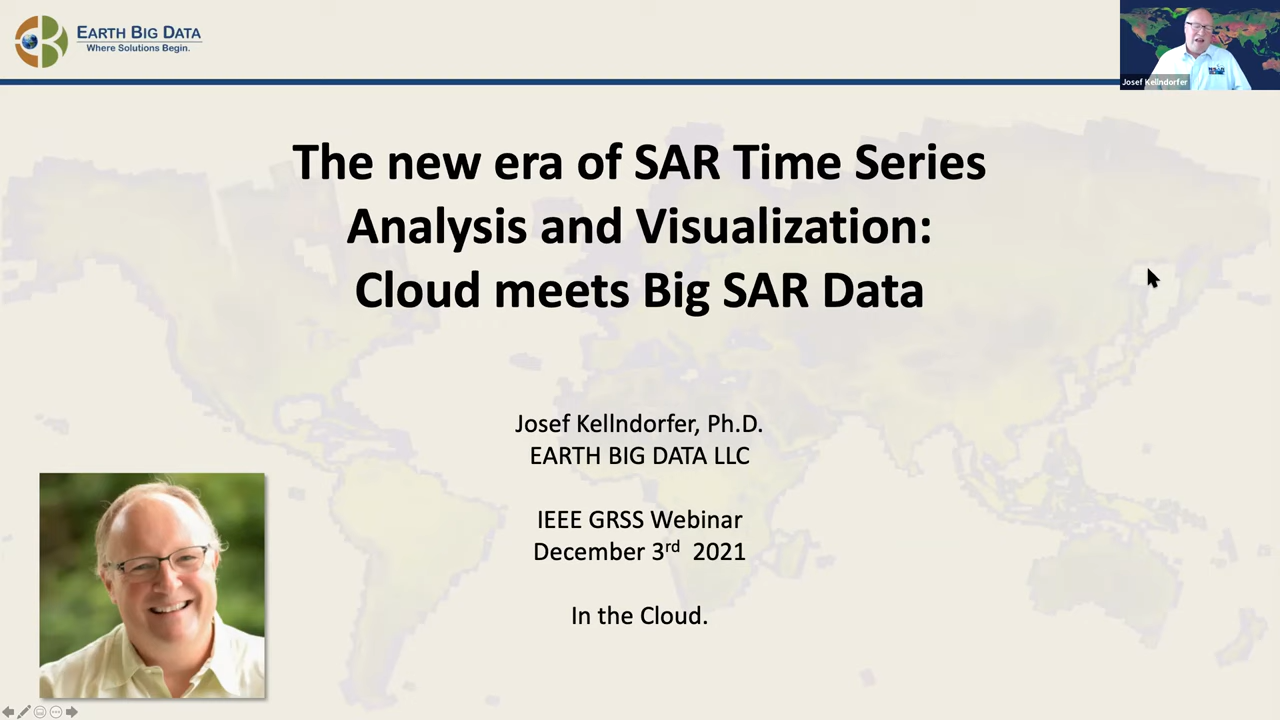 EARTH BIG DATA
Where Solutions Begin.
Josef Kellndorfer
The new era of SAR Time Series
Analysis and Visualization:
Cloud meets Big SAR Data
Josef Kellndorfer, Ph.D.
EARTH BIG DATA LLC
IEEE GRSS Webinar
December 3rd 2021
In the Cloud.